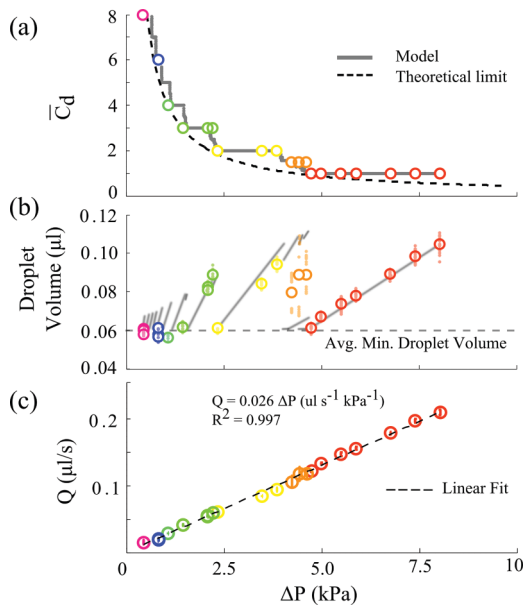 (a)
8
6
4
2
0
C̅d
Model
Theoretical limit
(b)
0.12
0.10
0.08
0.06
0.04
Droplet
Volume (µl)
Avg. Min. Droplet Volume
(c)
Q = 0.026 ΔP (ul s⁻¹ kPa⁻¹)
R² = 0.997
0.2
0.1
Q (µl/s)
Linear Fit
0 2.5 5.0 7.5 10
ΔP (kPa)